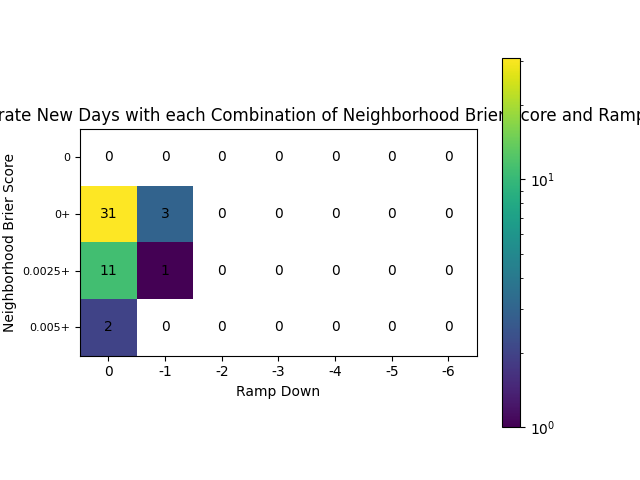 rate New Days with each Combination of Neighborhood Brier Score and Ramp
Neighborhood Brier Score
0 0 0 0 0 0 0 0
0+ 31 3 0 0 0 0 0
0.0025+ 11 1 0 0 0 0 0
0.005+ 2 0 0 0 0 0 0
0 -1 -2 -3 -4 -5 -6
Ramp Down
10¹
10⁰